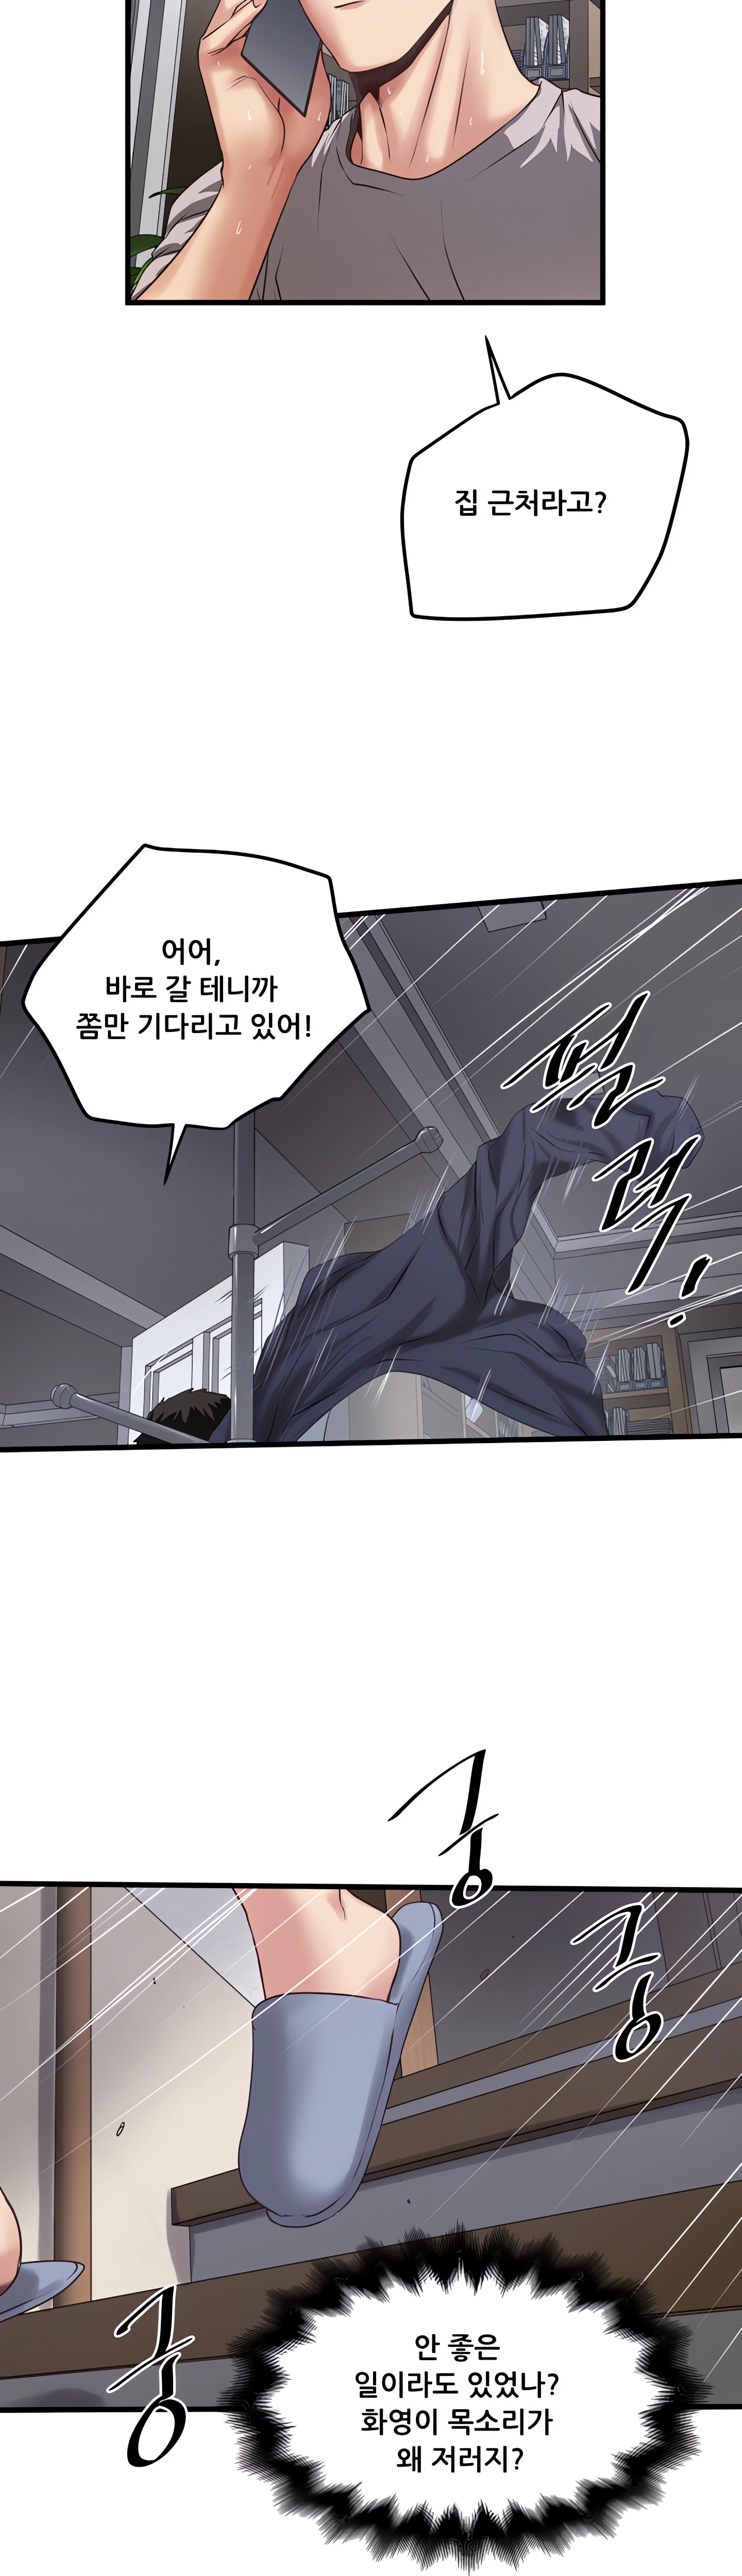 집 근처라고?
어어,
바로 갈 테니까
쫌만 기다리고 있어!
펄
럭!
쿵
쿵
쿵
안 좋은
일이라도 있었나?
화영이 목소리가
왜 저러지?